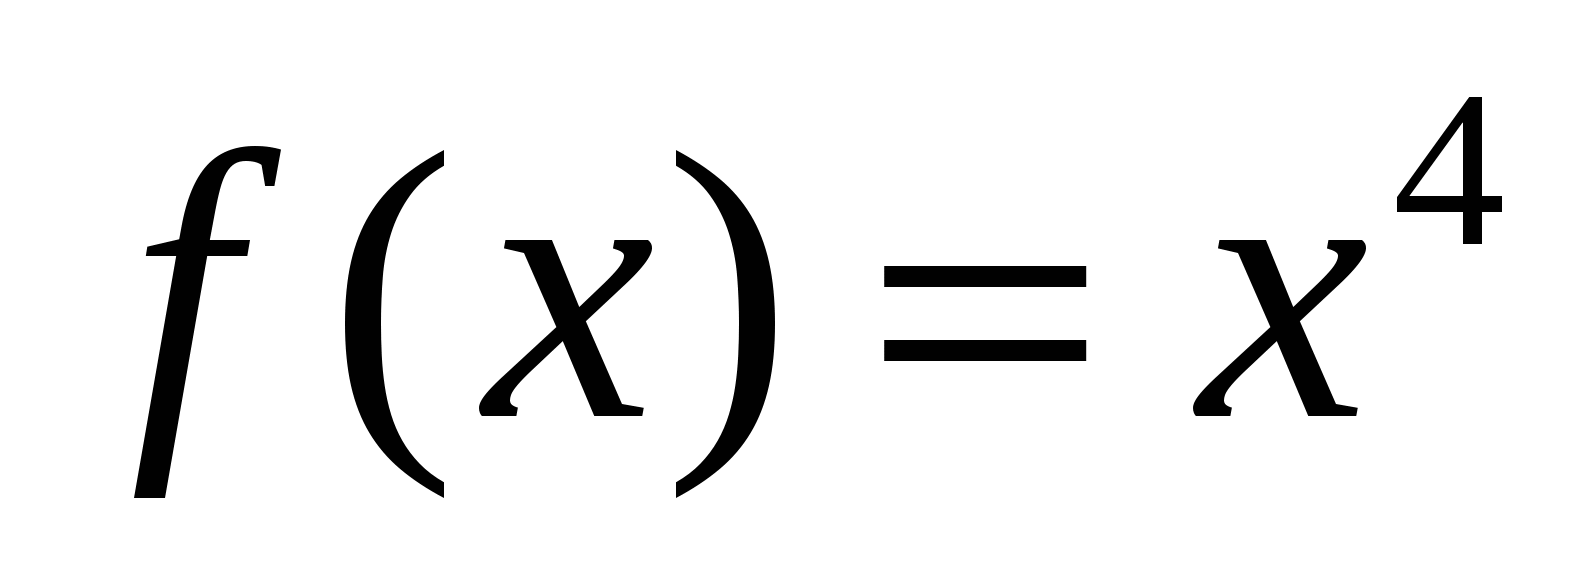 f(x) = x⁴